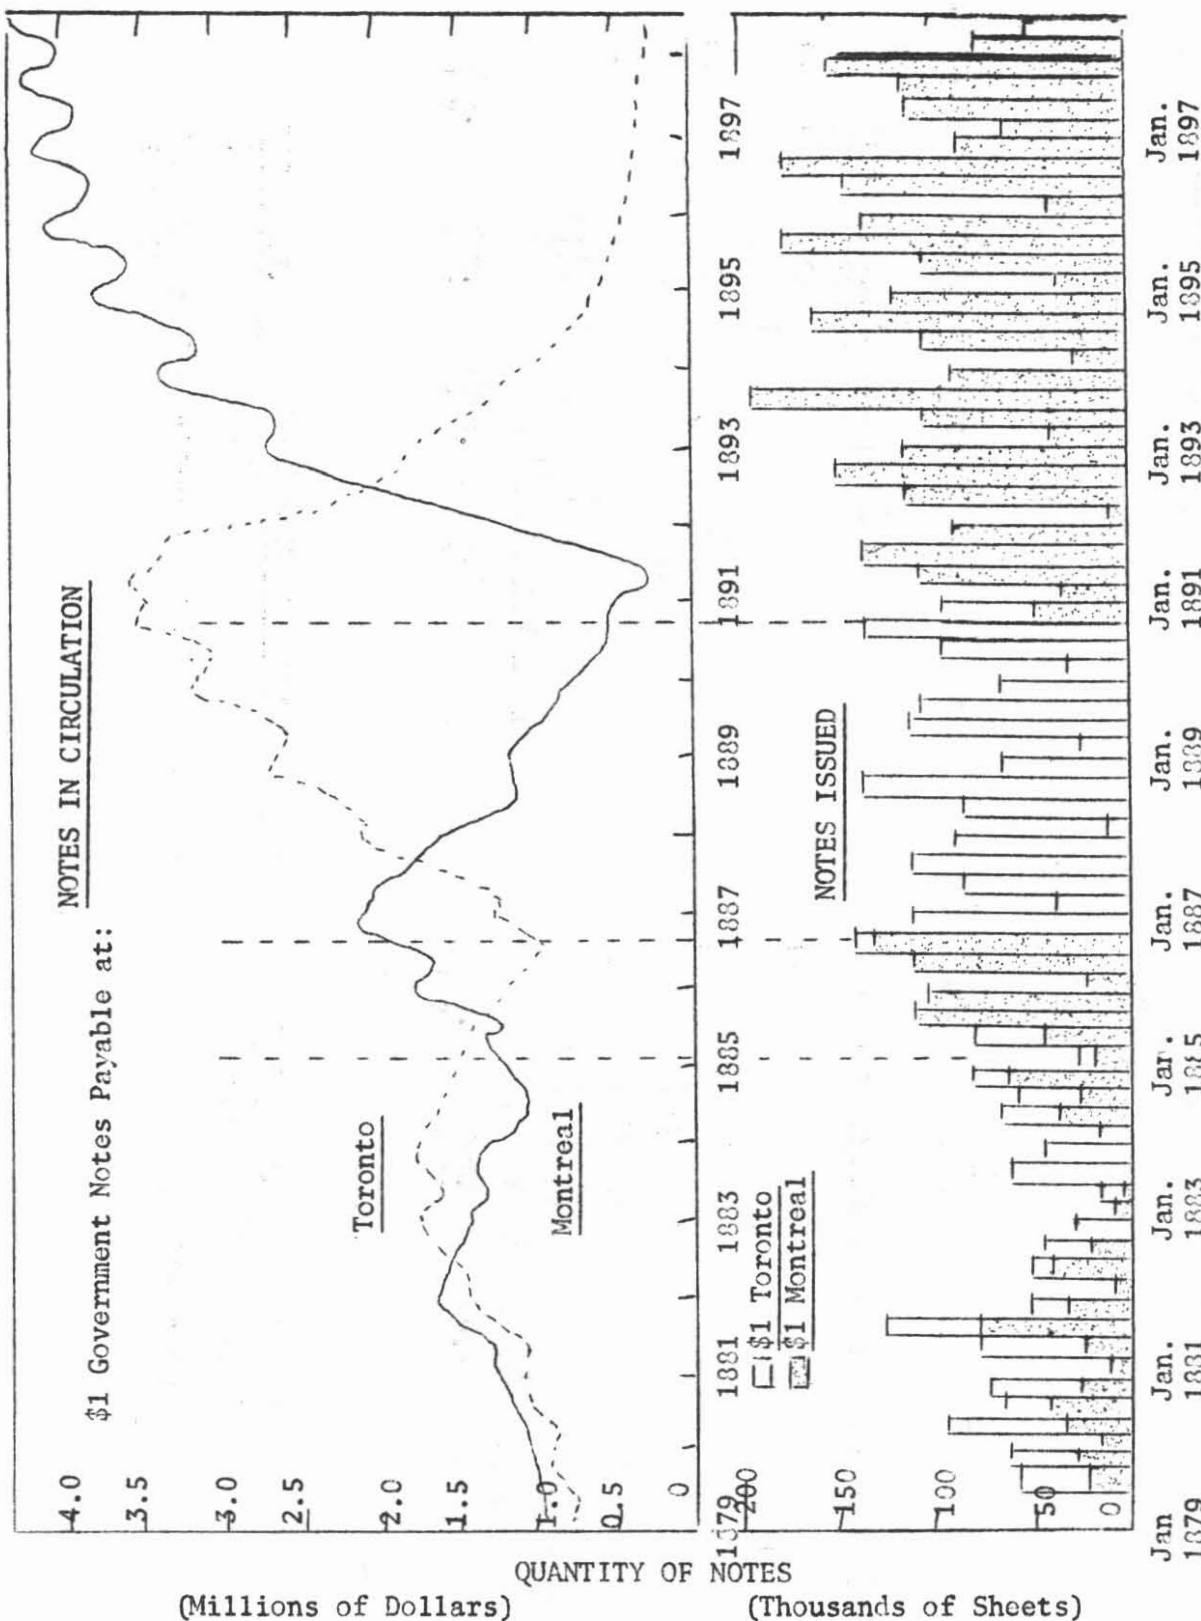 NOTES IN CIRCULATION
$1 Government Notes Payable at:
Toronto
Montreal
4.0
3.5
3.0
2.5
2.0
1.5
1.0
0.5
0
1879
1881
1883
1885
1887
1889
1891
1893
1895
1897
NOTES ISSUED
$1 Toronto
$1 Montreal
200
150
100
50
0
Jan 1879
Jan. 1881
Jan. 1883
Jan. 1885
Jan. 1887
Jan. 1889
Jan. 1891
Jan. 1893
Jan. 1895
Jan. 1897
QUANTITY OF NOTES
(Millions of Dollars)
(Thousands of Sheets)